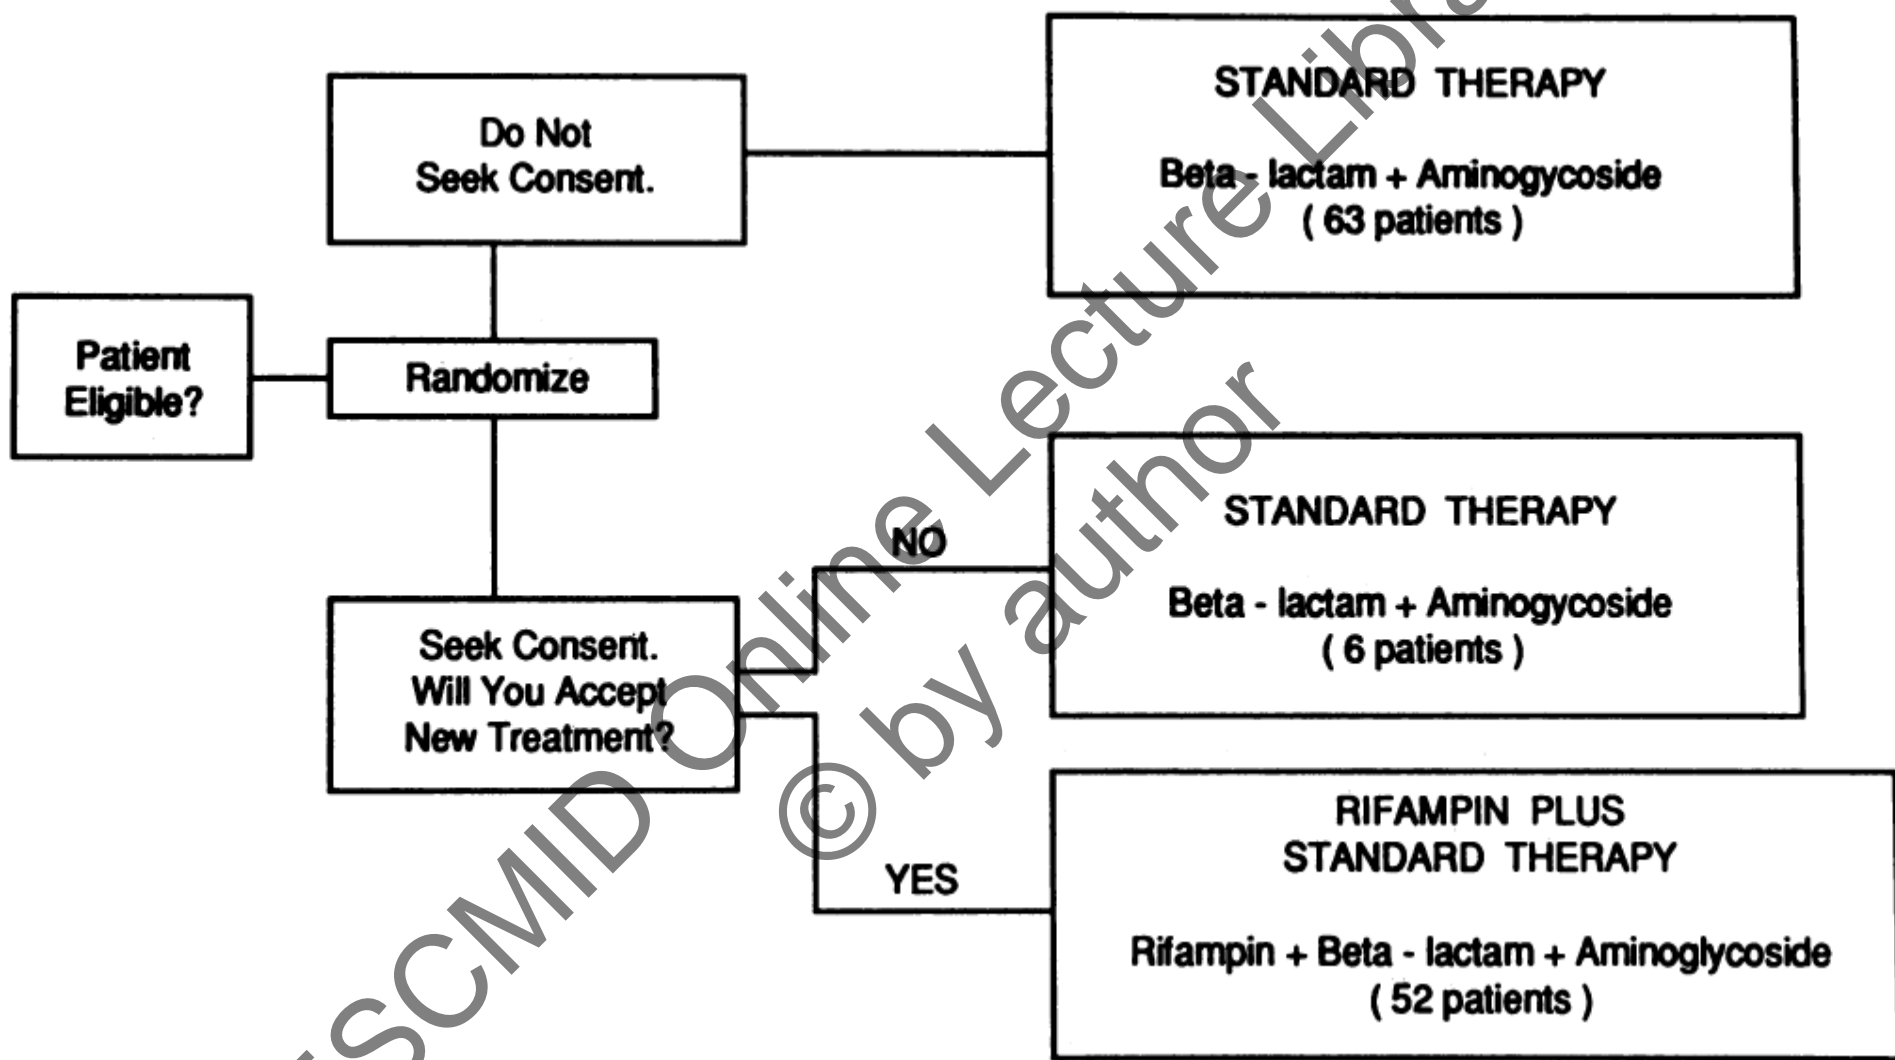 Do Not
Seek Consent.
STANDARD THERAPY
Beta - lactam + Aminogycoside
( 63 patients )
Patient
Eligible?
Randomize
Seek Consent.
Will You Accept
New Treatment?
NO
STANDARD THERAPY
Beta - lactam + Aminogycoside
( 6 patients )
YES
RIFAMPIN PLUS
STANDARD THERAPY
Rifampin + Beta - lactam + Aminoglycoside
( 52 patients )
ESCMID Online Lecture Library
© by author